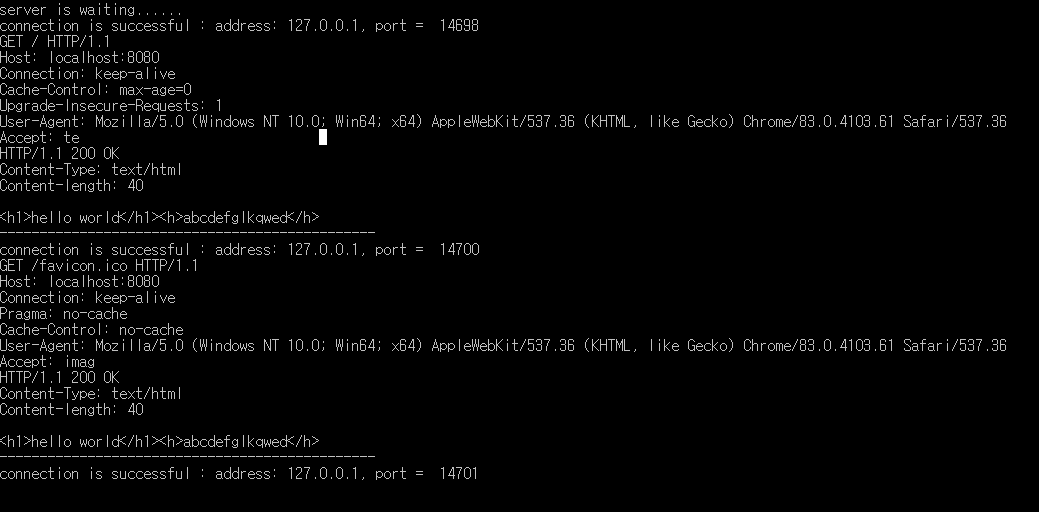 server is waiting......
connection is successful : address: 127.0.0.1, port =  14698
GET / HTTP/1.1
Host: localhost:8080
Connection: keep-alive
Cache-Control: max-age=0
Upgrade-Insecure-Requests: 1
User-Agent: Mozilla/5.0 (Windows NT 10.0; Win64; x64) AppleWebKit/537.36 (KHTML, like Gecko) Chrome/83.0.4103.61 Safari/537.36
Accept: te
HTTP/1.1 200 OK
Content-Type: text/html
Content-length: 40

<h1>hello world</h1><h>abcdefglkqwed</h>
-----------------------------------------------
connection is successful : address: 127.0.0.1, port =  14700
GET /favicon.ico HTTP/1.1
Host: localhost:8080
Connection: keep-alive
Pragma: no-cache
Cache-Control: no-cache
User-Agent: Mozilla/5.0 (Windows NT 10.0; Win64; x64) AppleWebKit/537.36 (KHTML, like Gecko) Chrome/83.0.4103.61 Safari/537.36
Accept: imag
HTTP/1.1 200 OK
Content-Type: text/html
Content-length: 40

<h1>hello world</h1><h>abcdefglkqwed</h>
-----------------------------------------------
connection is successful : address: 127.0.0.1, port =  14701